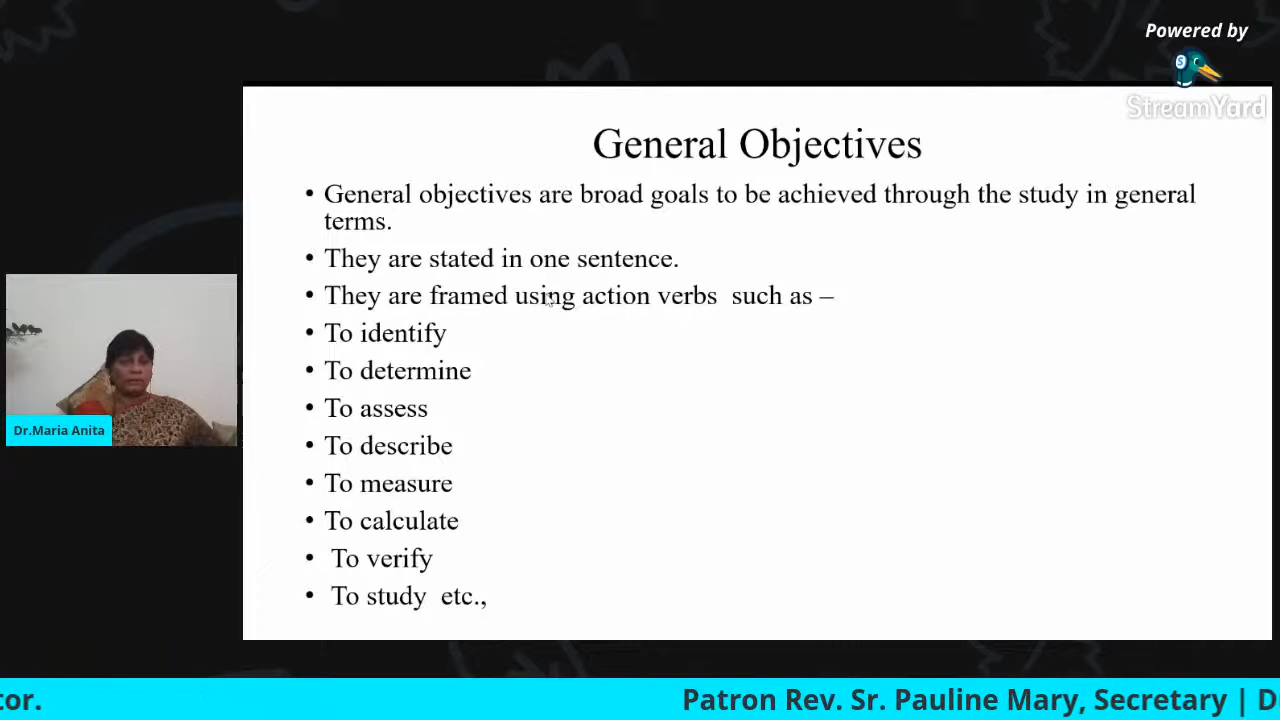 Powered by
StreamYard
General Objectives
• General objectives are broad goals to be achieved through the study in general
terms.
• They are stated in one sentence.
• They are framed using action verbs such as –
• To identify
• To determine
• To assess
• To describe
• To measure
• To calculate
• To verify
• To study etc.,
Dr.Maria Anita
tor. Patron Rev. Sr. Pauline Mary, Secretary | D